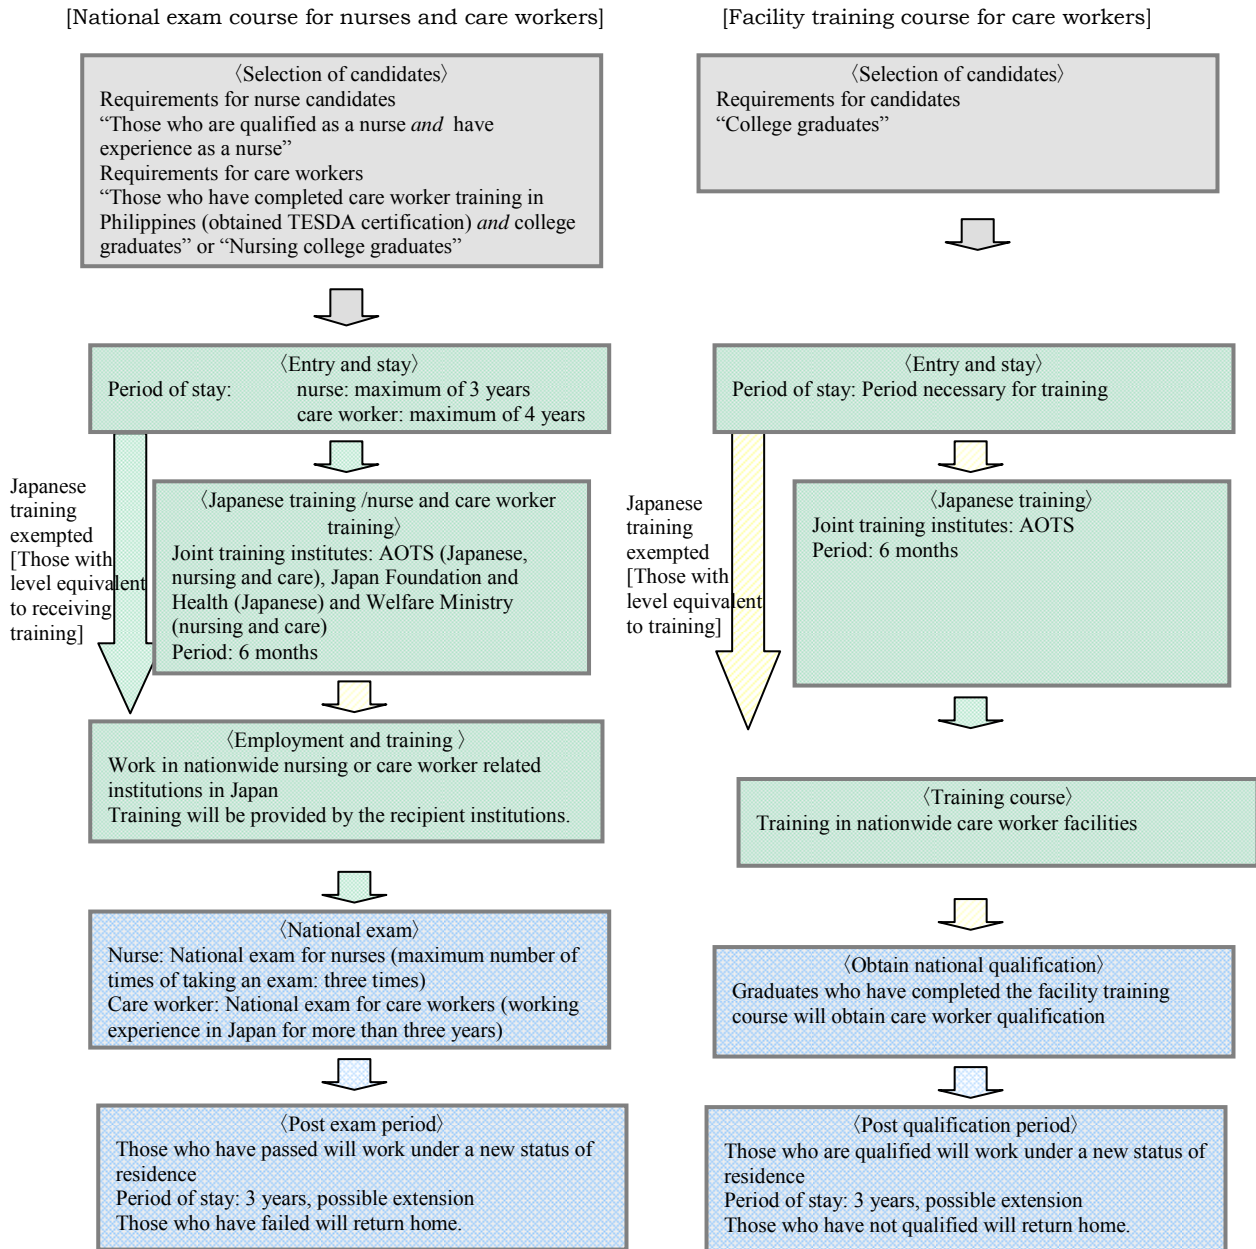 [National exam course for nurses and care workers]
〈Selection of candidates〉
Requirements for nurse candidates
“Those who are qualified as a nurse and have
experience as a nurse”
Requirements for care workers
“Those who have completed care worker training in
Philippines (obtained TESDA certification) and college
graduates” or “Nursing college graduates”
〈Entry and stay〉
Period of stay: nurse: maximum of 3 years
care worker: maximum of 4 years
Japanese
training
exempted
[Those with
level equivalent
to receiving
training]
〈Japanese training /nurse and care worker
training〉
Joint training institutes: AOTS (Japanese,
nursing and care), Japan Foundation and
Health (Japanese) and Welfare Ministry
(nursing and care)
Period: 6 months
〈Employment and training 〉
Work in nationwide nursing or care worker related
institutions in Japan
Training will be provided by the recipient institutions.
〈National exam〉
Nurse: National exam for nurses (maximum number of
times of taking an exam: three times)
Care worker: National exam for care workers (working
experience in Japan for more than three years)
〈Post exam period〉
Those who have passed will work under a new status of
residence
Period of stay: 3 years, possible extension
Those who have failed will return home.
[Facility training course for care workers]
〈Selection of candidates〉
Requirements for candidates
“College graduates”
〈Entry and stay〉
Period of stay: Period necessary for training
Japanese
training
exempted
[Those with
level equivalent
to training]
〈Japanese training〉
Joint training institutes: AOTS
Period: 6 months
〈Training course〉
Training in nationwide care worker facilities
〈Obtain national qualification〉
Graduates who have completed the facility training
course will obtain care worker qualification
〈Post qualification period〉
Those who are qualified will work under a new status of
residence
Period of stay: 3 years, possible extension
Those who have not qualified will return home.